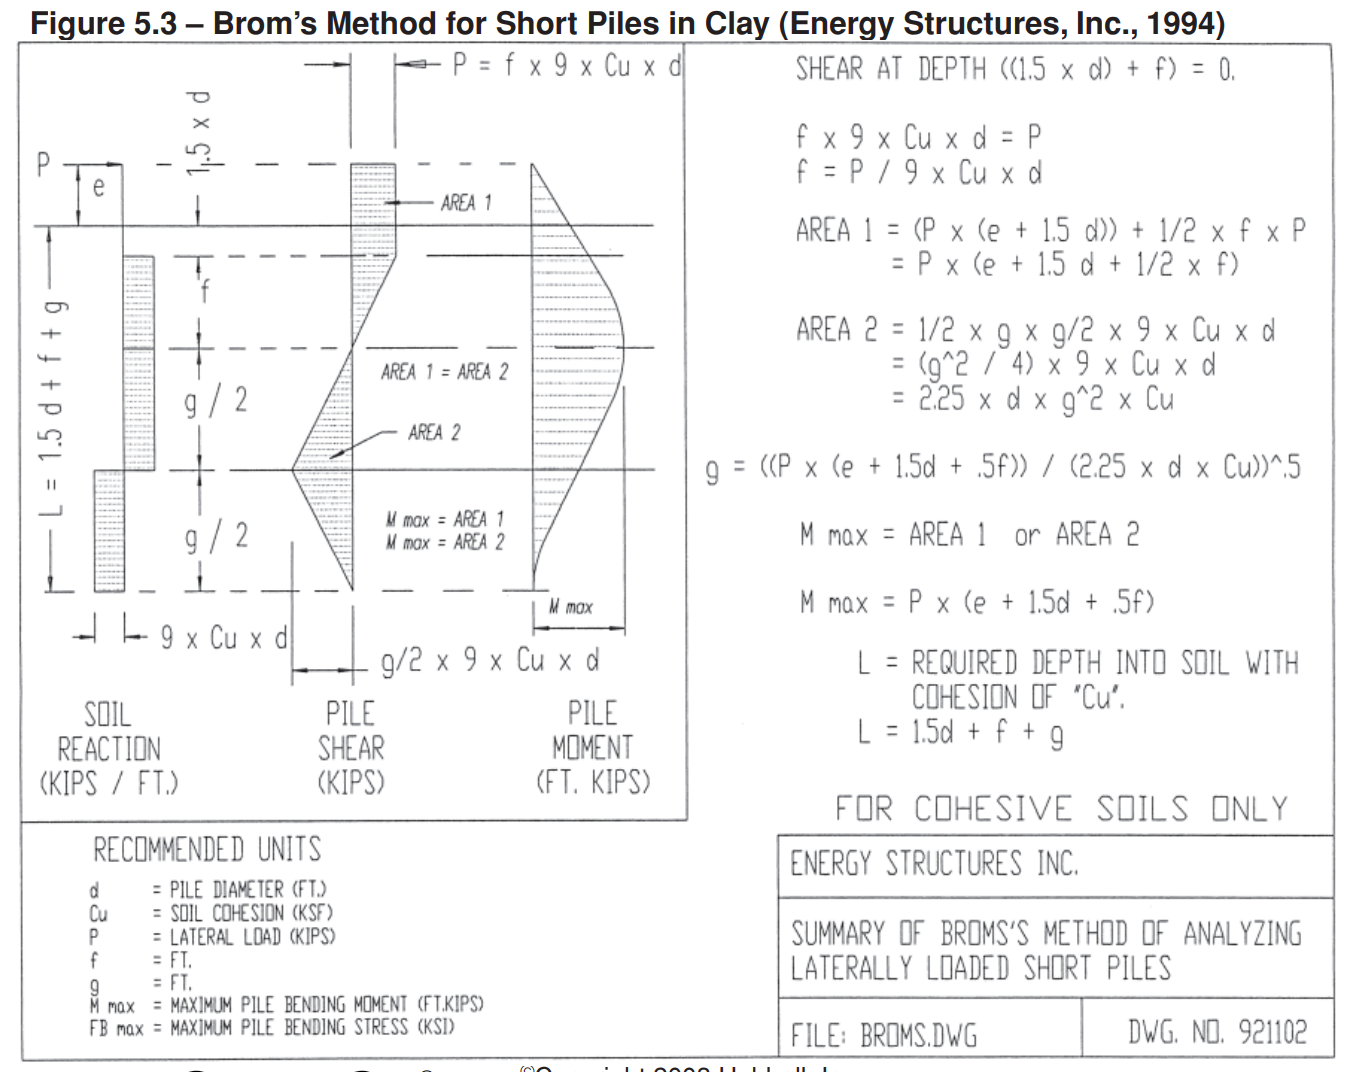 Figure 5.3 – Brom's Method for Short Piles in Clay (Energy Structures, Inc., 1994)
P = f x 9 x Cu x d
1.5 x d
P
e
AREA 1
f
L = 1.5 d + f + g
AREA 1 = AREA 2
g / 2
AREA 2
g / 2
M max = AREA 1
M max = AREA 2
M max
9 x Cu x d
g/2 x 9 x Cu x d
SOIL
REACTION
(KIPS / FT.)
PILE
SHEAR
(KIPS)
PILE
MOMENT
(FT. KIPS)
SHEAR AT DEPTH ((1.5 x d) + f) = 0.
f x 9 x Cu x d = P
f = P / 9 x Cu x d
AREA 1 = (P x (e + 1.5 d)) + 1/2 x f x P
= P x (e + 1.5 d + 1/2 x f)
AREA 2 = 1/2 x g x g/2 x 9 x Cu x d
= (g^2 / 4) x 9 x Cu x d
= 2.25 x d x g^2 x Cu
g = ((P x (e + 1.5d + .5f)) / (2.25 x d x Cu))^.5
M max = AREA 1 or AREA 2
M max = P x (e + 1.5d + .5f)
L = REQUIRED DEPTH INTO SOIL WITH
COHESION OF "Cu".
L = 1.5d + f + g
FOR COHESIVE SOILS ONLY
RECOMMENDED UNITS
d = PILE DIAMETER (FT.)
Cu = SOIL COHESION (KSF)
P = LATERAL LOAD (KIPS)
f = FT.
g = FT.
M max = MAXIMUM PILE BENDING MOMENT (FT.KIPS)
FB max = MAXIMUM PILE BENDING STRESS (KSI)
ENERGY STRUCTURES INC.
SUMMARY OF BROMS'S METHOD OF ANALYZING
LATERALLY LOADED SHORT PILES
FILE: BROMS.DWG
DWG. NO. 921102